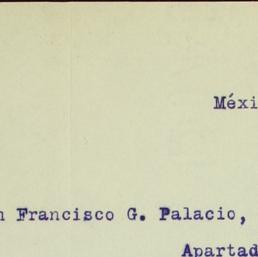 Méxi
n Francisco G. Palacio,
Apartad